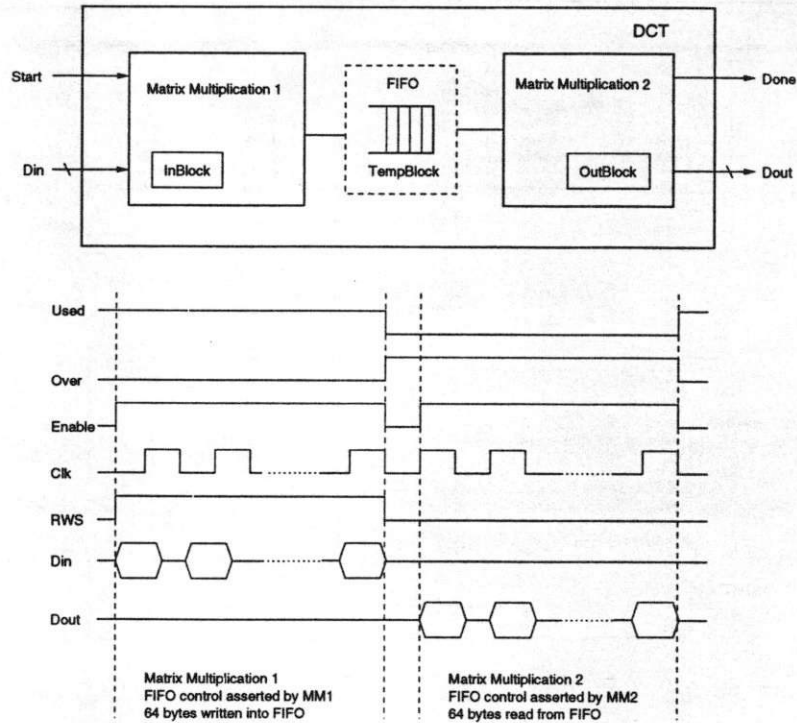 DCT
Start
Matrix Multiplication 1
FIFO
Matrix Multiplication 2
Done
Din
InBlock
TempBlock
OutBlock
Dout
Used
Over
Enable
Clk
RWS
Din
Dout
Matrix Multiplication 1
FIFO control asserted by MM1
64 bytes written into FIFO
Matrix Multiplication 2
FIFO control asserted by MM2
64 bytes read from FIFO